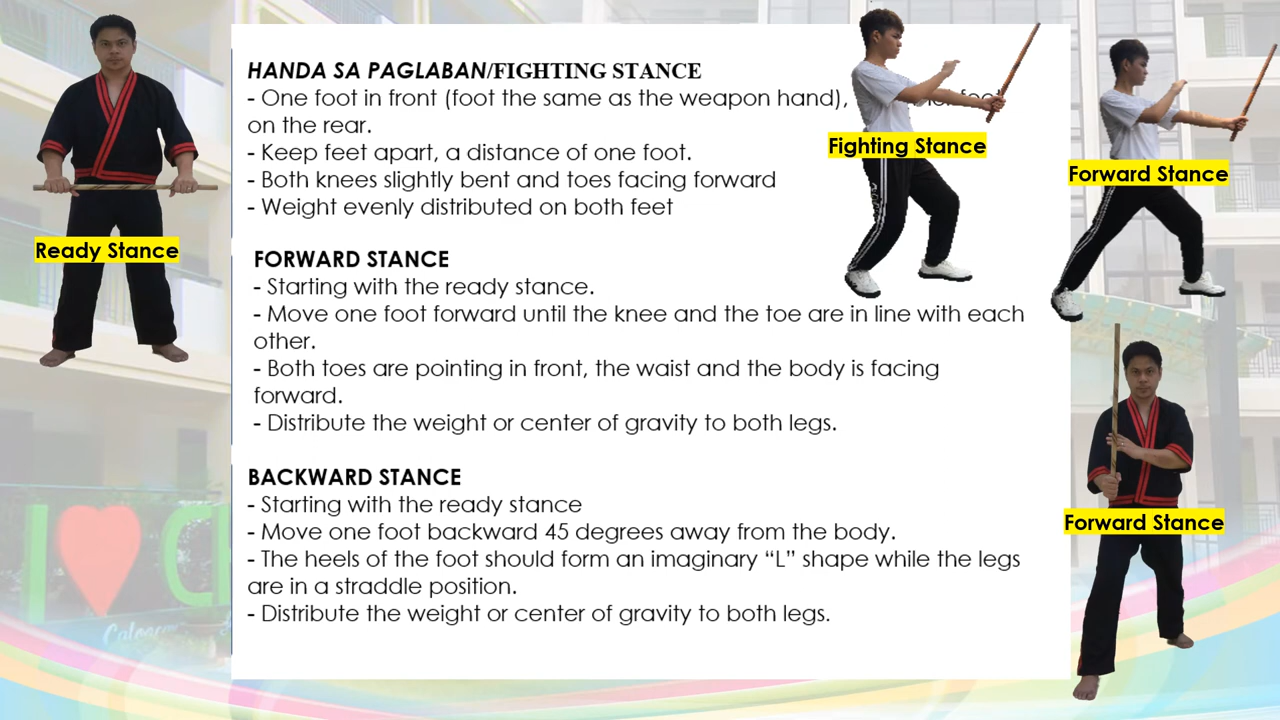 HANDA SA PAGLABAN/FIGHTING STANCE
- One foot in front (foot the same as the weapon hand),
on the rear.
- Keep feet apart, a distance of one foot.
- Both knees slightly bent and toes facing forward
- Weight evenly distributed on both feet
FORWARD STANCE
- Starting with the ready stance.
- Move one foot forward until the knee and the toe are in line with each
other.
- Both toes are pointing in front, the waist and the body is facing
forward.
- Distribute the weight or center of gravity to both legs.
BACKWARD STANCE
- Starting with the ready stance
- Move one foot backward 45 degrees away from the body.
- The heels of the foot should form an imaginary “L” shape while the legs
are in a straddle position.
- Distribute the weight or center of gravity to both legs.
Ready Stance
Fighting Stance
Forward Stance
Forward Stance
I